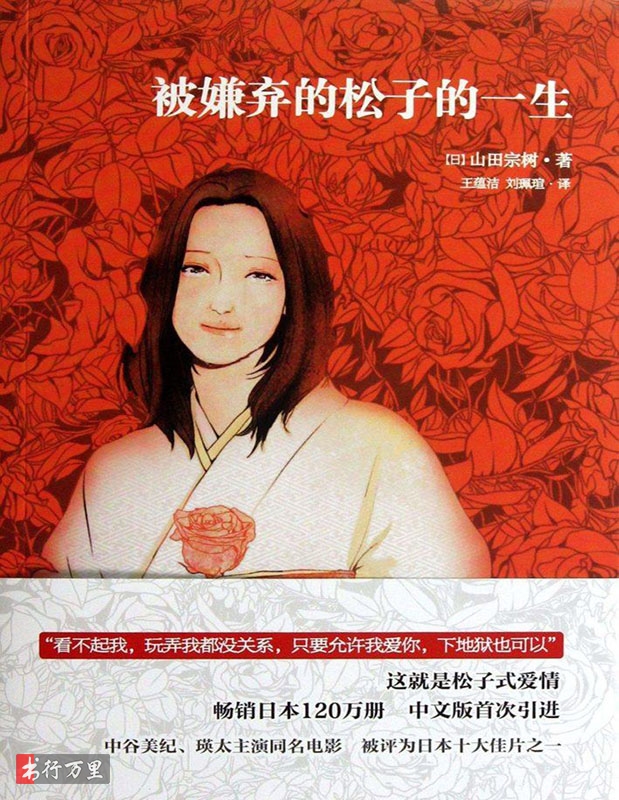 被嫌弃的松子的一生
［日］山田宗树·著
王蕴洁 刘珮瑄·译
“看不起我，玩弄我都没关系，只要允许我爱你，下地狱也可以”
这就是松子式爱情
畅销日本120万册 中文版首次引进
中谷美纪、瑛太主演同名电影 被评为日本十大佳片之一
书行万里